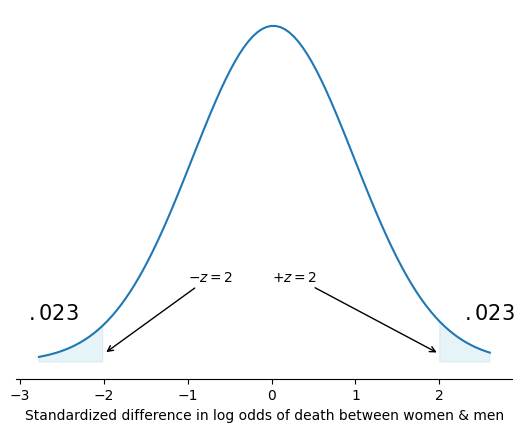 −z = 2
+z = 2
.023
.023
−3 −2 −1 0 1 2
Standardized difference in log odds of death between women & men